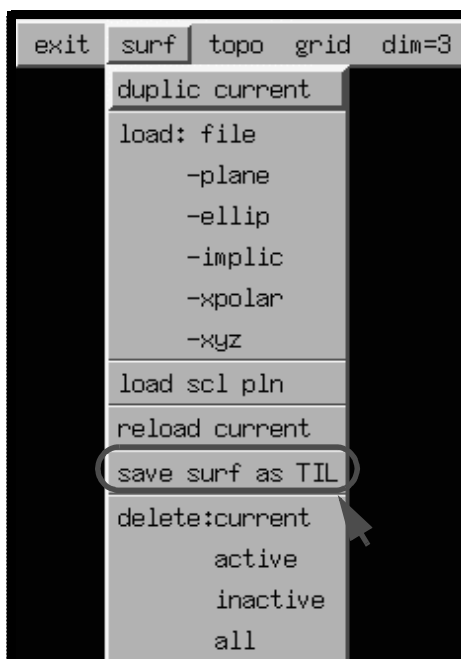 exit surf topo grid dim=3
duplic current
load: file
-plane
-ellip
-implic
-xpolar
-xyz
load scl pln
reload current
save surf as TIL
delete:current
active
inactive
all